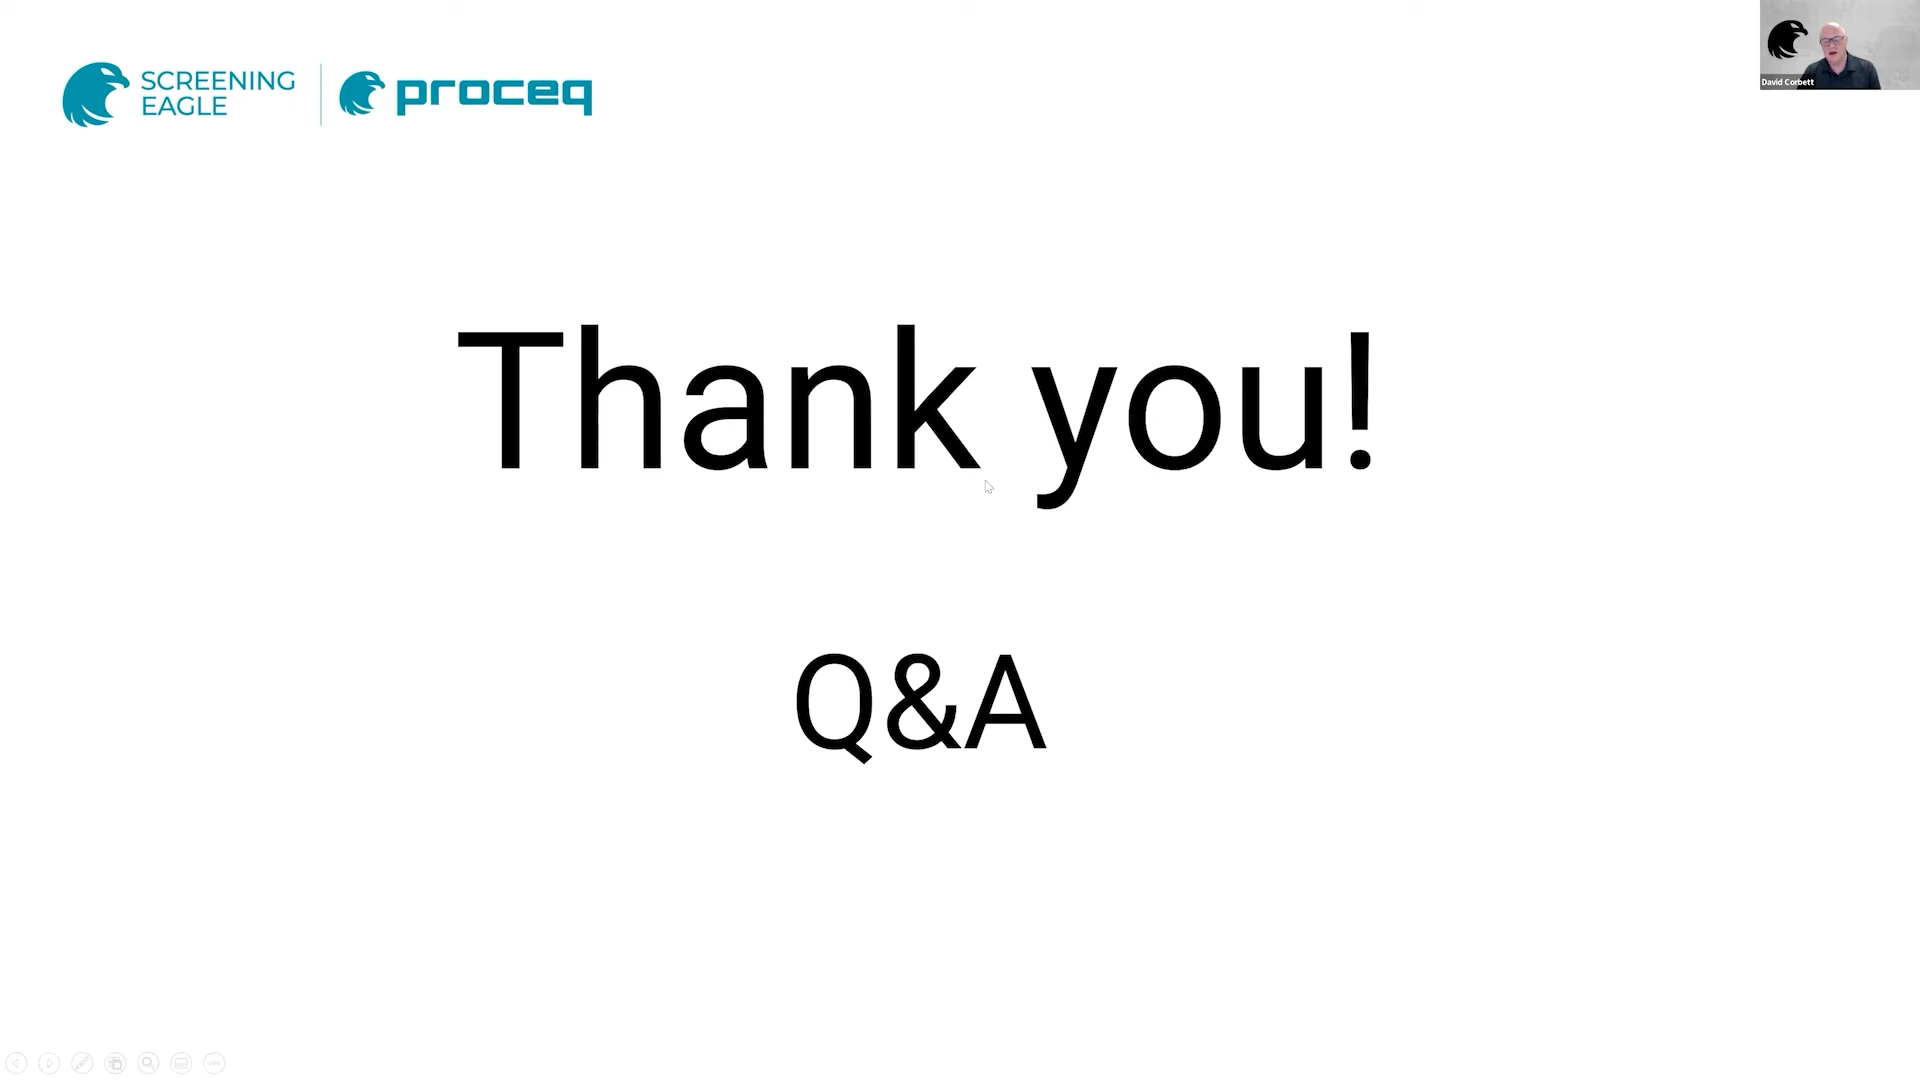 SCREENING
EAGLE
proceq
David Corbett
Thank you!
Q&A